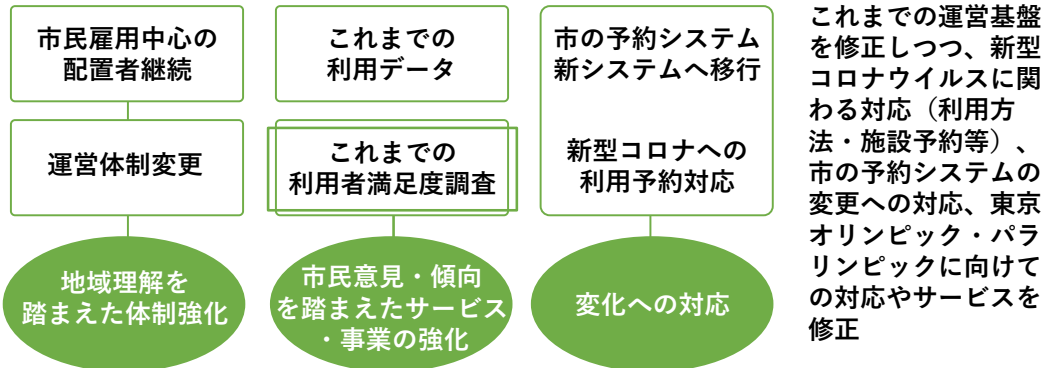 市民雇用中心の
配置者継続
運営体制変更
地域理解を
踏まえた体制強化
これまでの
利用データ
これまでの
利用者満足度調査
市民意見・傾向
を踏まえたサービス
・事業の強化
市の予約システム
新システムへ移行
新型コロナへの
利用予約対応
変化への対応
これまでの運営基盤
を修正しつつ、新型
コロナウイルスに関
わる対応（利用方
法・施設予約等）、
市の予約システムの
変更への対応、東京
オリンピック・パラ
リンピックに向けて
の対応やサービスを
修正